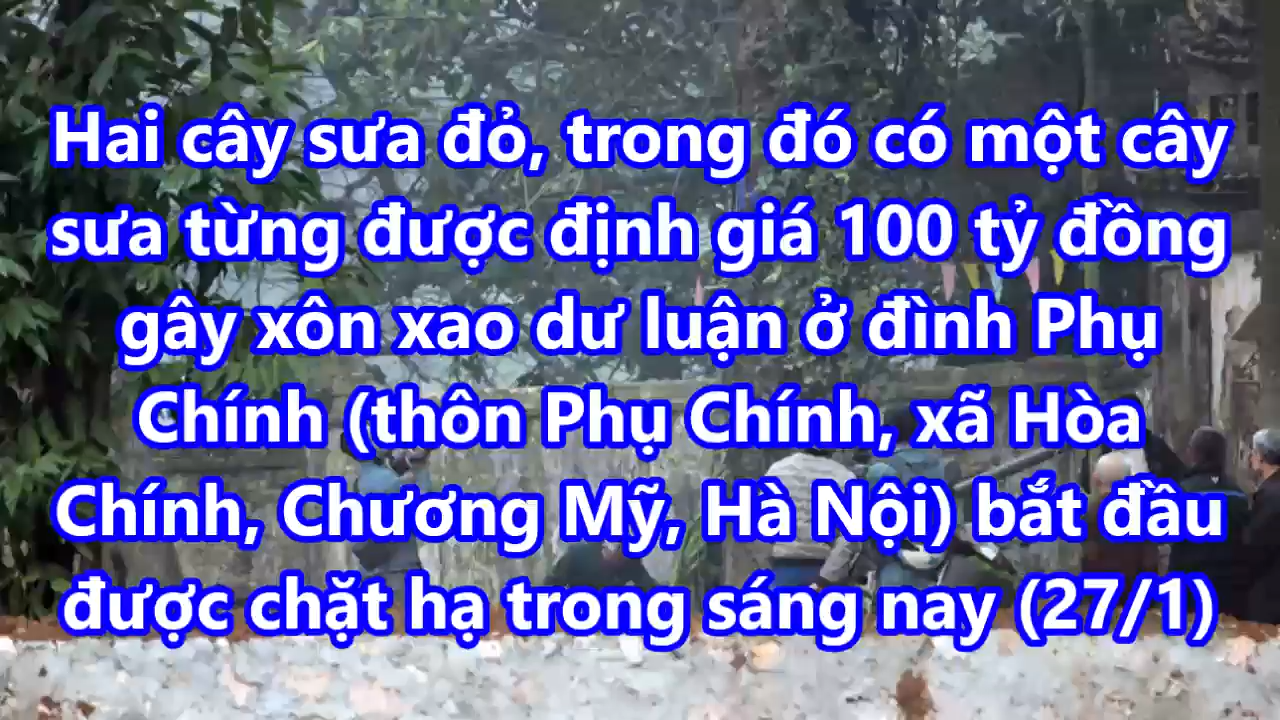 Hai cây sưa đỏ, trong đó có một cây
sưa từng được định giá 100 tỷ đồng
gây xôn xao dư luận ở đình Phụ
Chính (thôn Phụ Chính, xã Hòa
Chính, Chương Mỹ, Hà Nội) bắt đầu
được chặt hạ trong sáng nay (27/1)